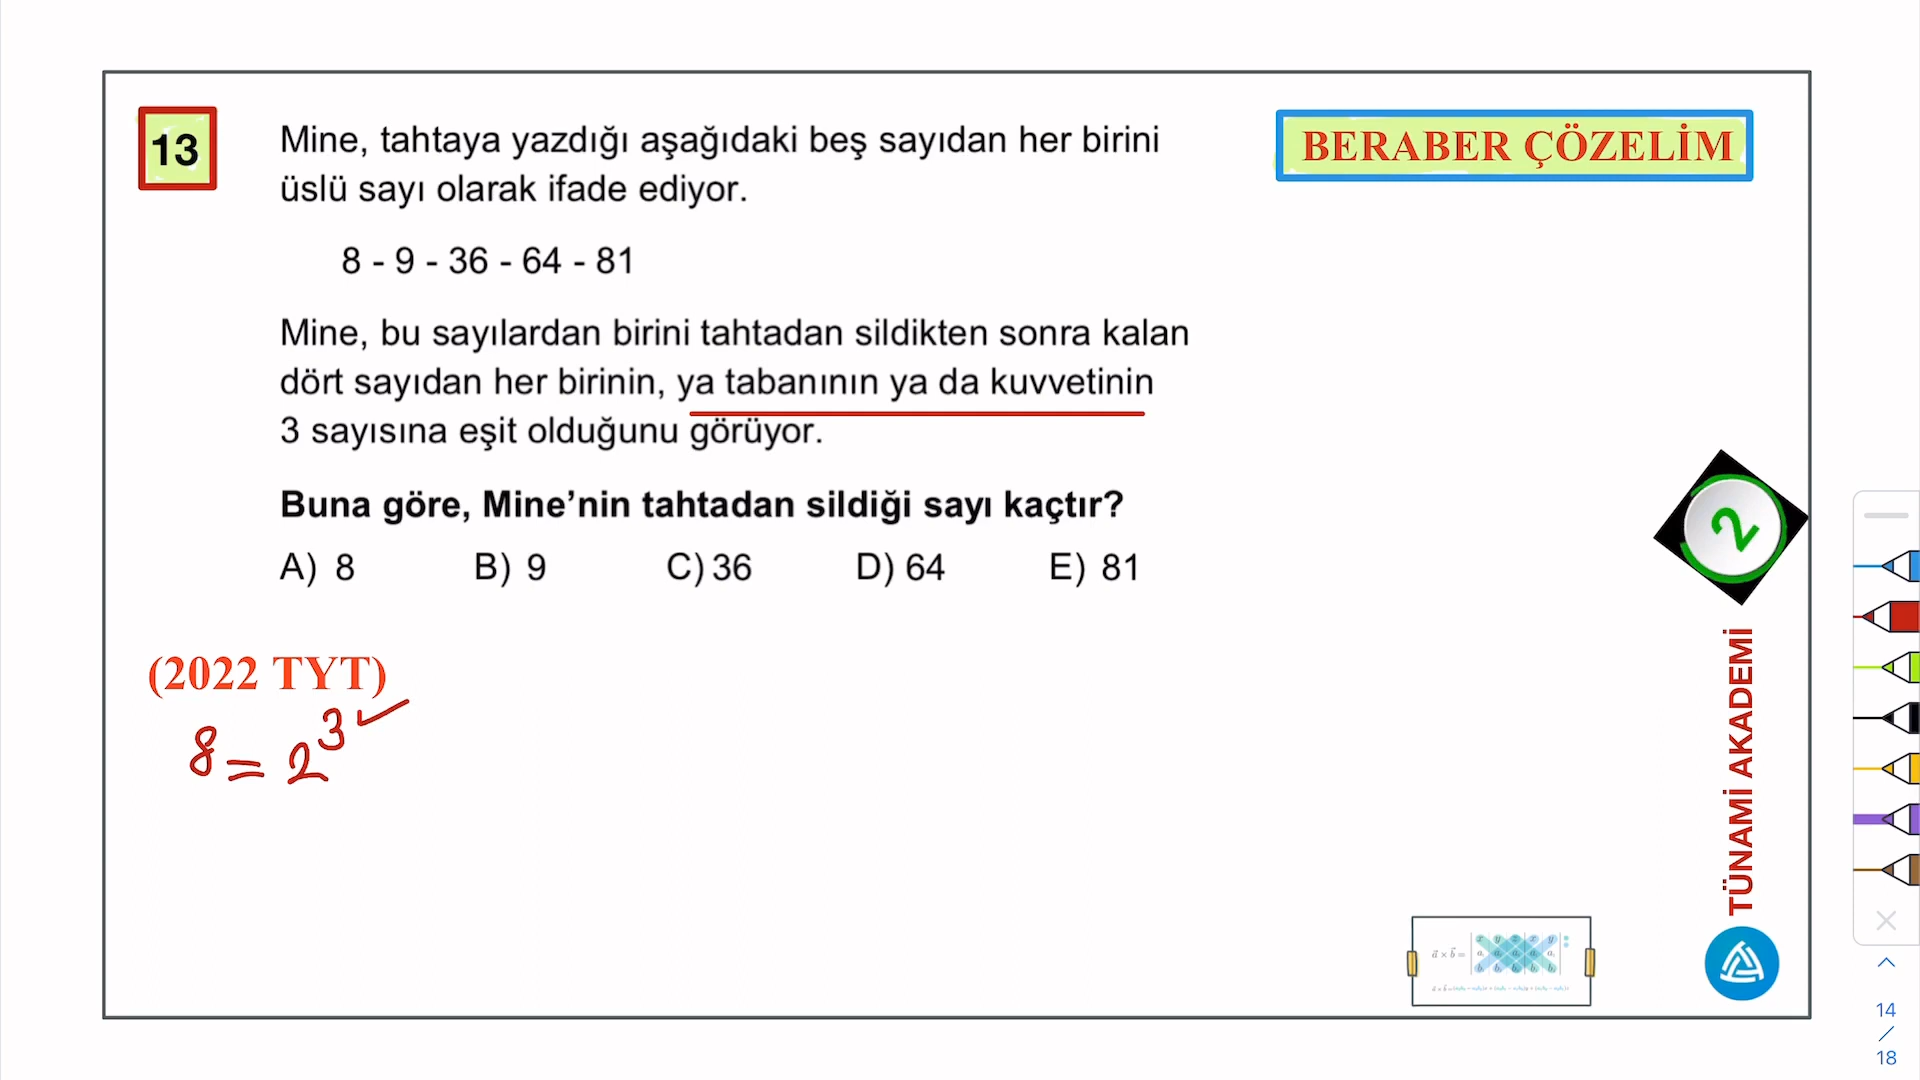 13
Mine, tahtaya yazdığı aşağıdaki beş sayıdan her birini
üslü sayı olarak ifade ediyor.
BERABER ÇÖZELİM
8 - 9 - 36 - 64 - 81
Mine, bu sayılardan birini tahtadan sildikten sonra kalan
dört sayıdan her birinin, ya tabanının ya da kuvvetinin
3 sayısına eşit olduğunu görüyor.
Buna göre, Mine'nin tahtadan sildiği sayı kaçtır?
A) 8 B) 9 C) 36 D) 64 E) 81
(2022 TYT)
8 = 2³ ✓
2
TÜNAMİ AKADEMİ
14
/
18